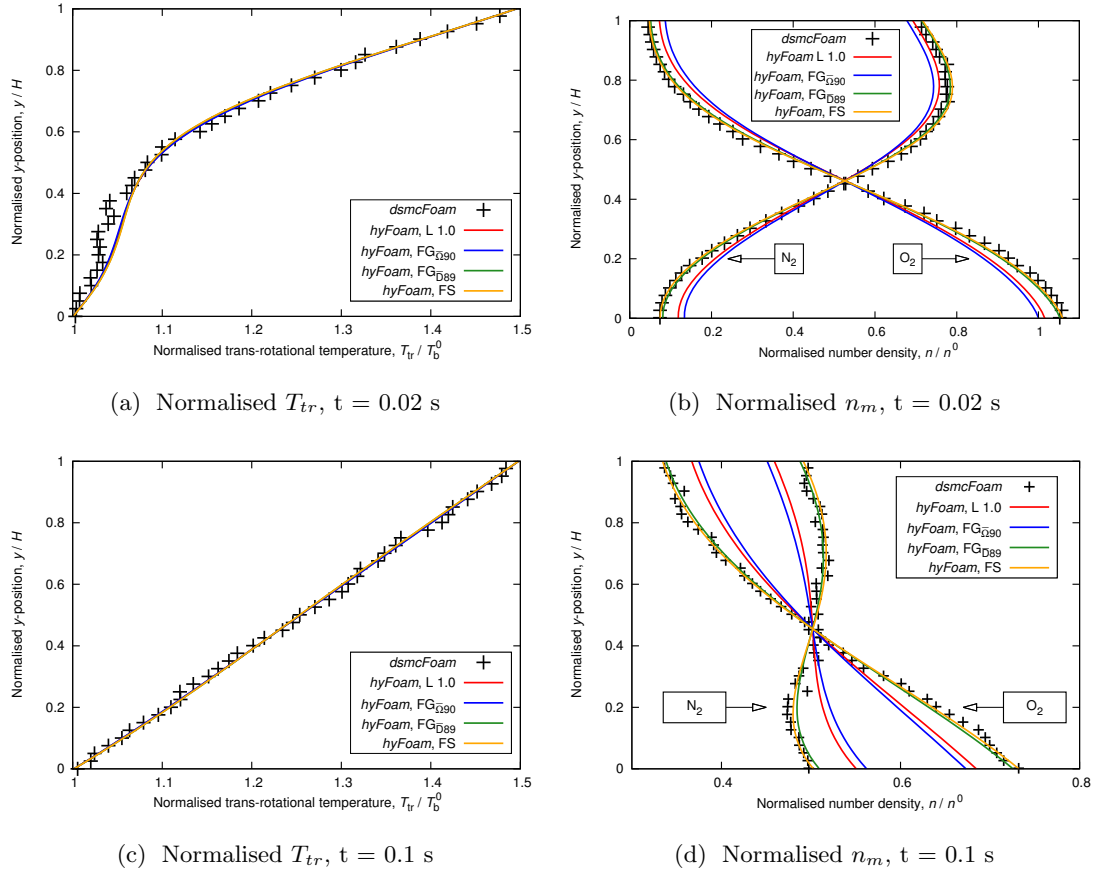 1
0.8
0.6
0.4
0.2
0
1
1.1
1.2
1.3
1.4
1.5
Normalised y-position, y / H
Normalised trans-rotational temperature, T_tr / T_b^0
dsmcFoam
hyFoam, L 1.0
hyFoam, FG_Ω̅90
hyFoam, FG_D̅89
hyFoam, FS
(a) Normalised T_tr, t = 0.02 s
1
0.8
0.6
0.4
0.2
0
0
0.2
0.4
0.6
0.8
1
Normalised y-position, y / H
Normalised number density, n / n^0
dsmcFoam
hyFoam L 1.0
hyFoam, FG_Ω̅90
hyFoam, FG_D̅89
hyFoam, FS
N₂
O₂
(b) Normalised n_m, t = 0.02 s
1
0.8
0.6
0.4
0.2
0
1
1.1
1.2
1.3
1.4
1.5
Normalised y-position, y / H
Normalised trans-rotational temperature, T_tr / T_b^0
dsmcFoam
hyFoam, L 1.0
hyFoam, FG_Ω̅90
hyFoam, FG_D̅89
hyFoam, FS
(c) Normalised T_tr, t = 0.1 s
1
0.8
0.6
0.4
0.2
0
0.4
0.6
0.8
Normalised y-position, y / H
Normalised number density, n / n^0
dsmcFoam
hyFoam, L 1.0
hyFoam, FG_Ω̅90
hyFoam, FG_D̅89
hyFoam, FS
N₂
O₂
(d) Normalised n_m, t = 0.1 s